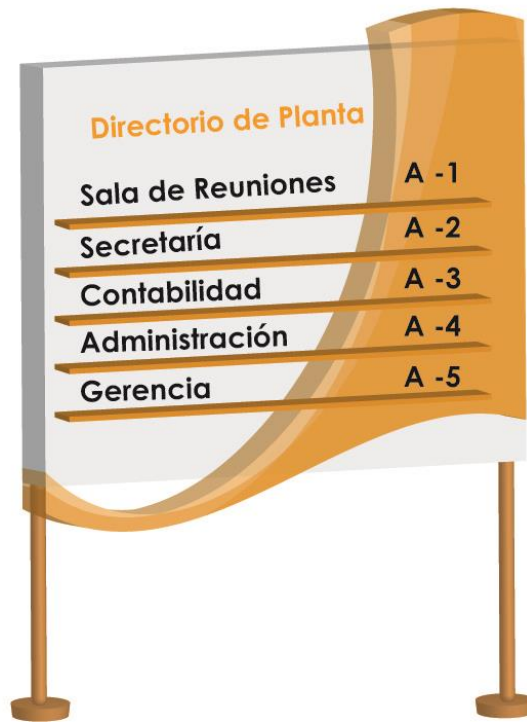 Directorio de Planta
Sala de Reuniones A -1
Secretaría A -2
Contabilidad A -3
Administración A -4
Gerencia A -5